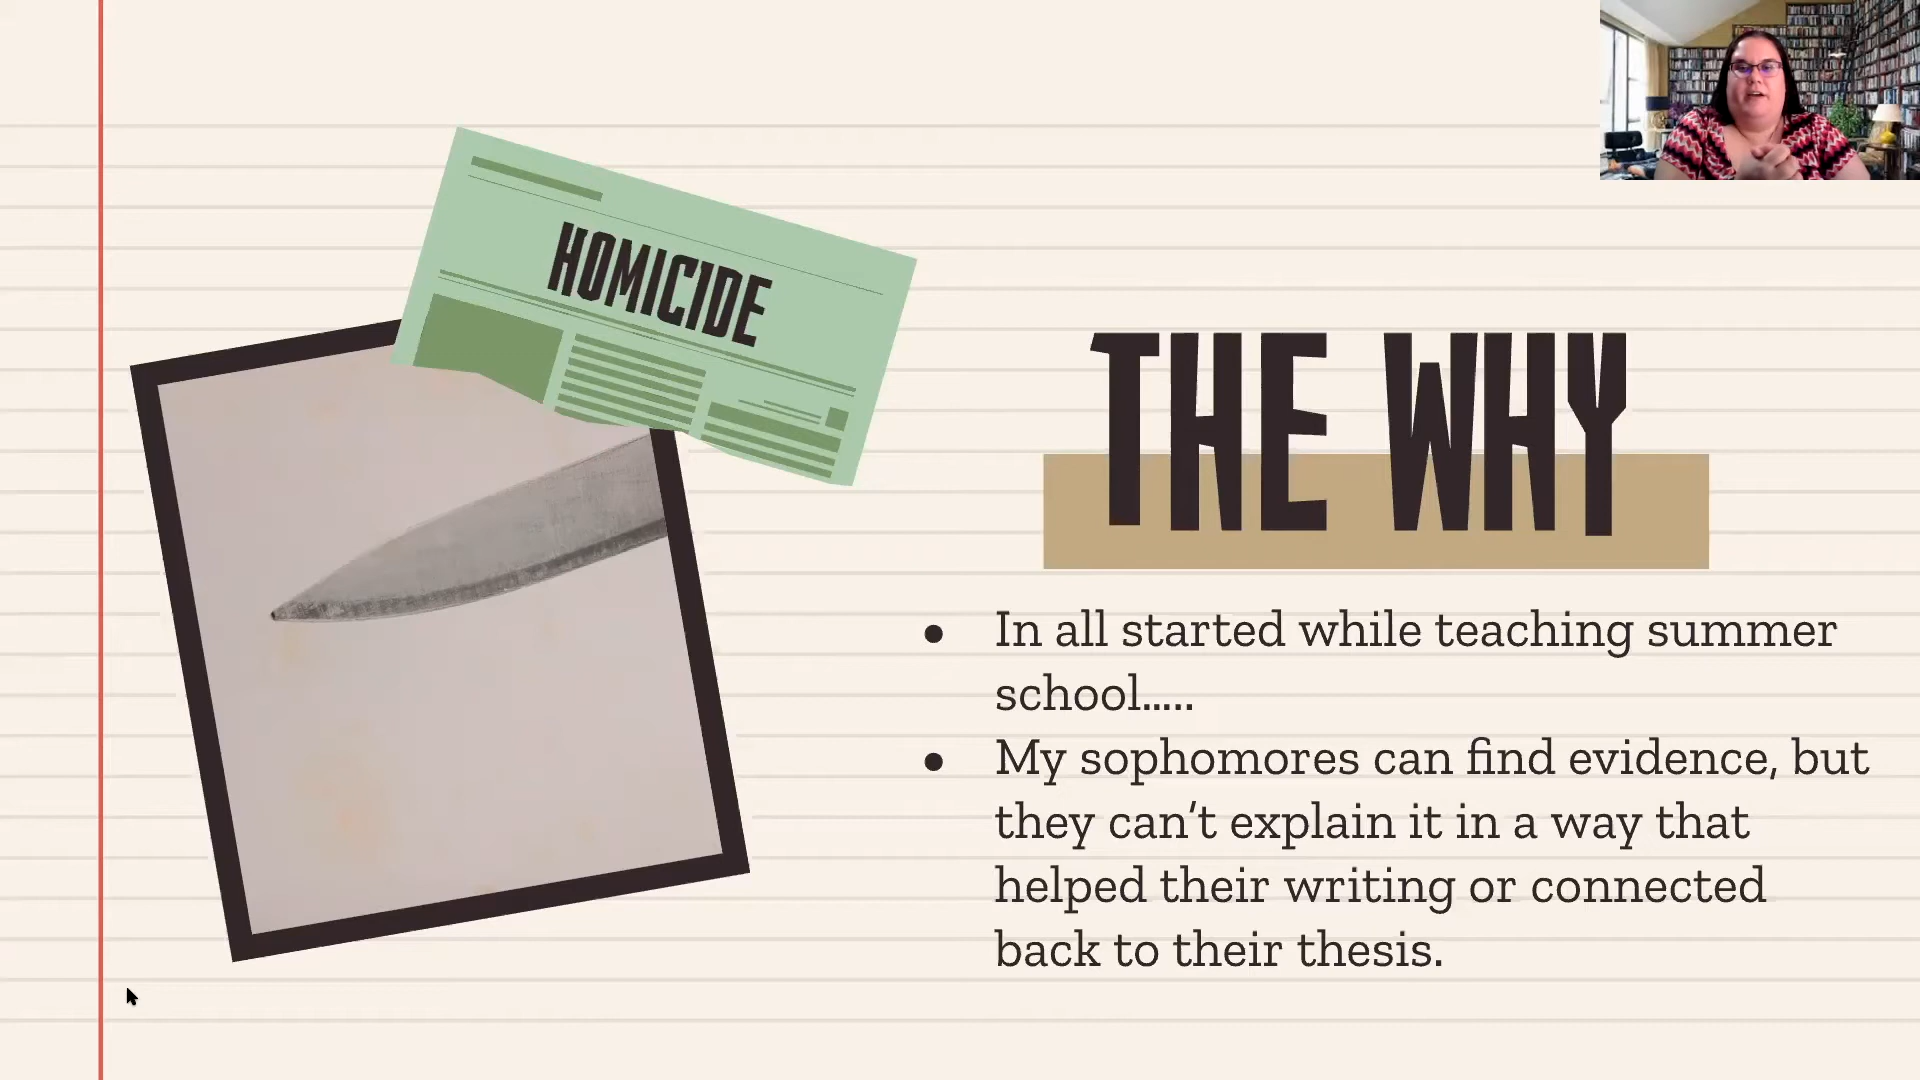 HOMICIDE
THE WHY
● In all started while teaching summer
school.....
● My sophomores can find evidence, but
they can’t explain it in a way that
helped their writing or connected
back to their thesis.